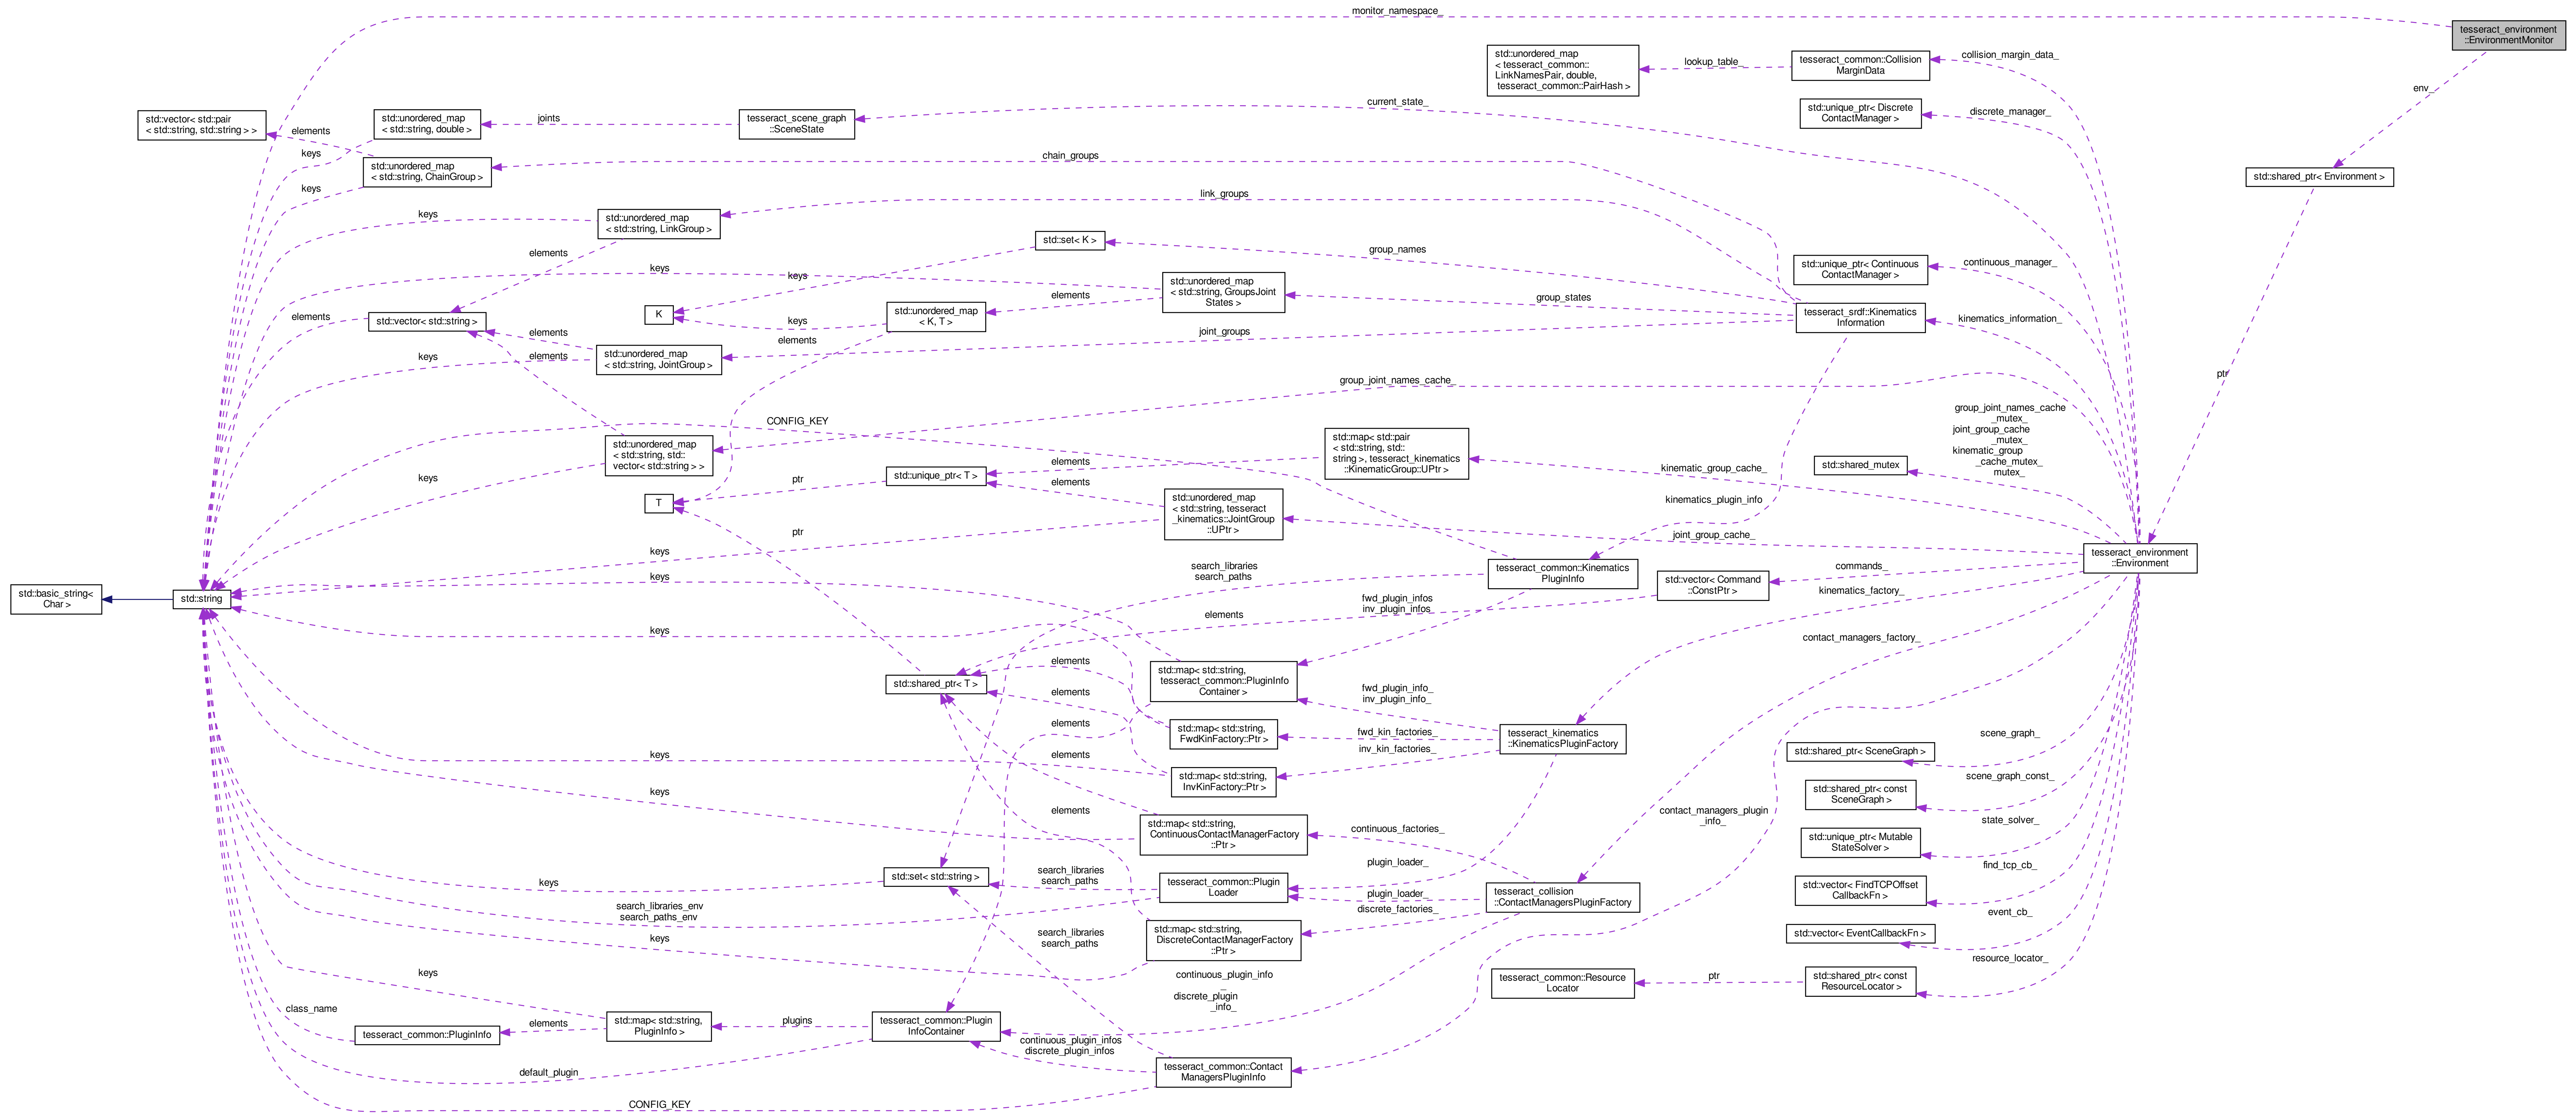 monitor_namespace_
tesseract_environment
::EnvironmentMonitor
std::unordered_map
< tesseract_common::
LinkNamesPair, double,
tesseract_common::PairHash >
lookup_table_
tesseract_common::Collision
MarginData
collision_margin_data_
env_
std::vector< std::pair
< std::string, std::string > >
elements
std::unordered_map
< std::string, double >
keys
joints
tesseract_scene_graph
::SceneState
current_state_
std::unique_ptr< Discrete
ContactManager >
discrete_manager_
std::unordered_map
< std::string, ChainGroup >
keys
chain_groups
std::shared_ptr< Environment >
keys
std::unordered_map
< std::string, LinkGroup >
link_groups
elements
std::set< K >
group_names
keys
keys
std::unordered_map
< std::string, GroupsJoint
States >
elements
group_states
std::unique_ptr< Continuous
ContactManager >
continuous_manager_
K
keys
std::unordered_map
< K, T >
elements
tesseract_srdf::Kinematics
Information
kinematics_information_
elements
std::vector< std::string >
elements
joint_groups
keys
elements
std::unordered_map
< std::string, JointGroup >
ptr
group_joint_names_cache_
CONFIG_KEY
std::unordered_map
< std::string, std::
vector< std::string > >
keys
std::map< std::pair
< std::string, std::
string >, tesseract_kinematics
::KinematicGroup::UPtr >
elements
kinematic_group_cache_
group_joint_names_cache
_mutex_
joint_group_cache
_mutex_
kinematic_group
_cache_mutex_
mutex_
std::shared_mutex
ptr
std::unique_ptr< T >
elements
T
std::unordered_map
< std::string, tesseract
_kinematics::JointGroup
::UPtr >
kinematics_plugin_info
ptr
keys
joint_group_cache_
tesseract_environment
::Environment
std::basic_string<
Char >
std::string
keys
search_libraries
search_paths
tesseract_common::Kinematics
PluginInfo
std::vector< Command
::ConstPtr >
commands_
kinematics_factory_
elements
fwd_plugin_infos
inv_plugin_infos
keys
contact_managers_factory_
std::shared_ptr< T >
elements
std::map< std::string,
tesseract_common::PluginInfo
Container >
elements
fwd_plugin_info_
inv_plugin_info_
elements
std::map< std::string,
FwdKinFactory::Ptr >
fwd_kin_factories_
tesseract_kinematics
::KinematicsPluginFactory
scene_graph_
std::shared_ptr< SceneGraph >
keys
elements
std::map< std::string,
InvKinFactory::Ptr >
inv_kin_factories_
scene_graph_const_
std::shared_ptr< const
SceneGraph >
keys
elements
std::map< std::string,
ContinuousContactManagerFactory
::Ptr >
continuous_factories_
contact_managers_plugin
_info_
state_solver_
std::unique_ptr< Mutable
StateSolver >
keys
std::set< std::string >
search_libraries
search_paths
tesseract_common::Plugin
Loader
plugin_loader_
plugin_loader_
tesseract_collision
::ContactManagersPluginFactory
find_tcp_cb_
std::vector< FindTCPOffset
CallbackFn >
search_libraries_env
search_paths_env
discrete_factories_
event_cb_
std::vector< EventCallbackFn >
keys
search_libraries
search_paths
std::map< std::string,
DiscreteContactManagerFactory
::Ptr >
resource_locator_
keys
continuous_plugin_info
_
discrete_plugin
_info_
tesseract_common::Resource
Locator
ptr
std::shared_ptr< const
ResourceLocator >
class_name
tesseract_common::PluginInfo
elements
std::map< std::string,
PluginInfo >
plugins
tesseract_common::Plugin
InfoContainer
continuous_plugin_infos
discrete_plugin_infos
default_plugin
tesseract_common::Contact
ManagersPluginInfo
CONFIG_KEY